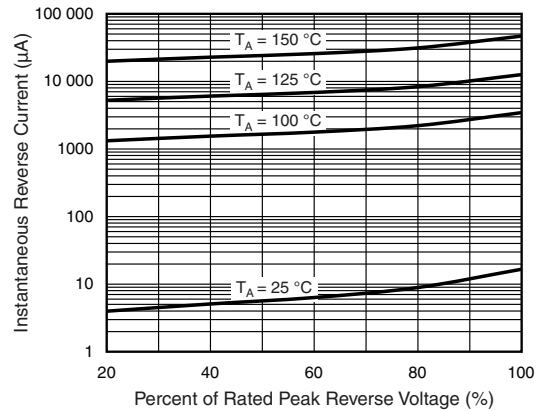 Instantaneous Reverse Current (µA)
100 000
10 000
1000
100
10
1
T_A = 150 °C
T_A = 125 °C
T_A = 100 °C
T_A = 25 °C
20 40 60 80 100
Percent of Rated Peak Reverse Voltage (%)